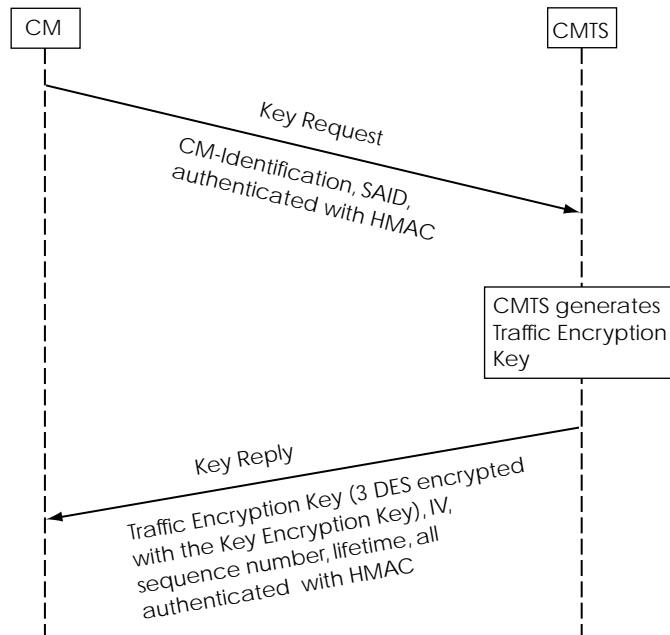 CM
CMTS
Key Request
CM-Identification, SAID,
authenticated with HMAC
CMTS generates
Traffic Encryption
Key
Key Reply
Traffic Encryption Key (3 DES encrypted
with the Key Encryption Key), IV,
sequence number, lifetime, all
authenticated with HMAC